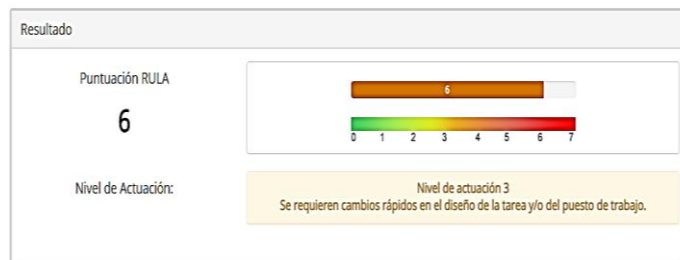 Resultado
Puntuación RULA
6
6
0 1 2 3 4 5 6 7
Nivel de Actuación:
Nivel de actuación 3
Se requieren cambios rápidos en el diseño de la tarea y/o del puesto de trabajo.